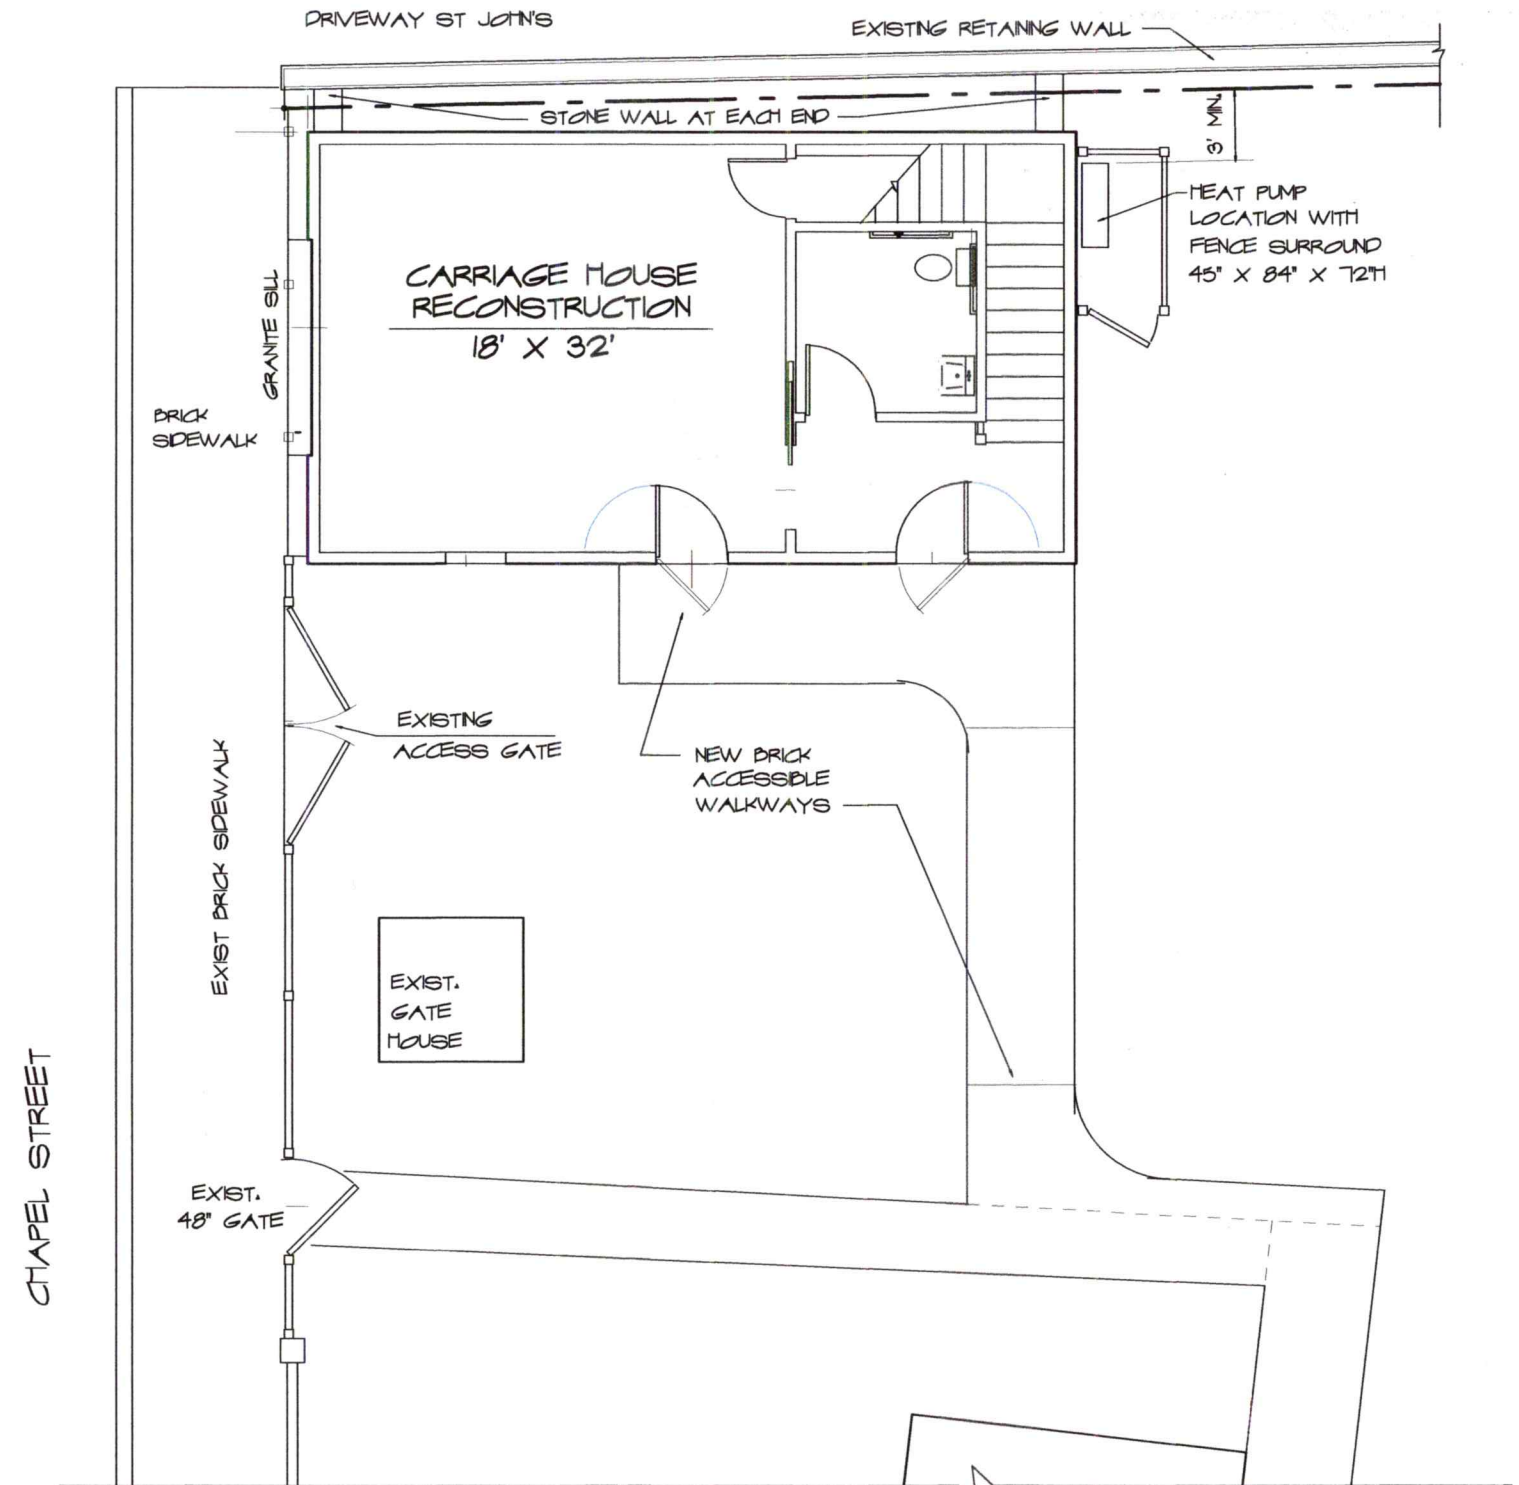 DRIVEWAY ST JOHN'S
EXISTING RETAINING WALL
STONE WALL AT EACH END
3' MIN.
HEAT PUMP
LOCATION WITH
FENCE SURROUND
45" X 84" X 72"H
CARRIAGE HOUSE
RECONSTRUCTION
18' X 32'
GRANITE SILL
BRICK
SIDEWALK
EXISTING
ACCESS GATE
NEW BRICK
ACCESSIBLE
WALKWAYS
EXIST BRICK SIDEWALK
EXIST.
GATE
HOUSE
CHAPEL STREET
EXIST.
48" GATE